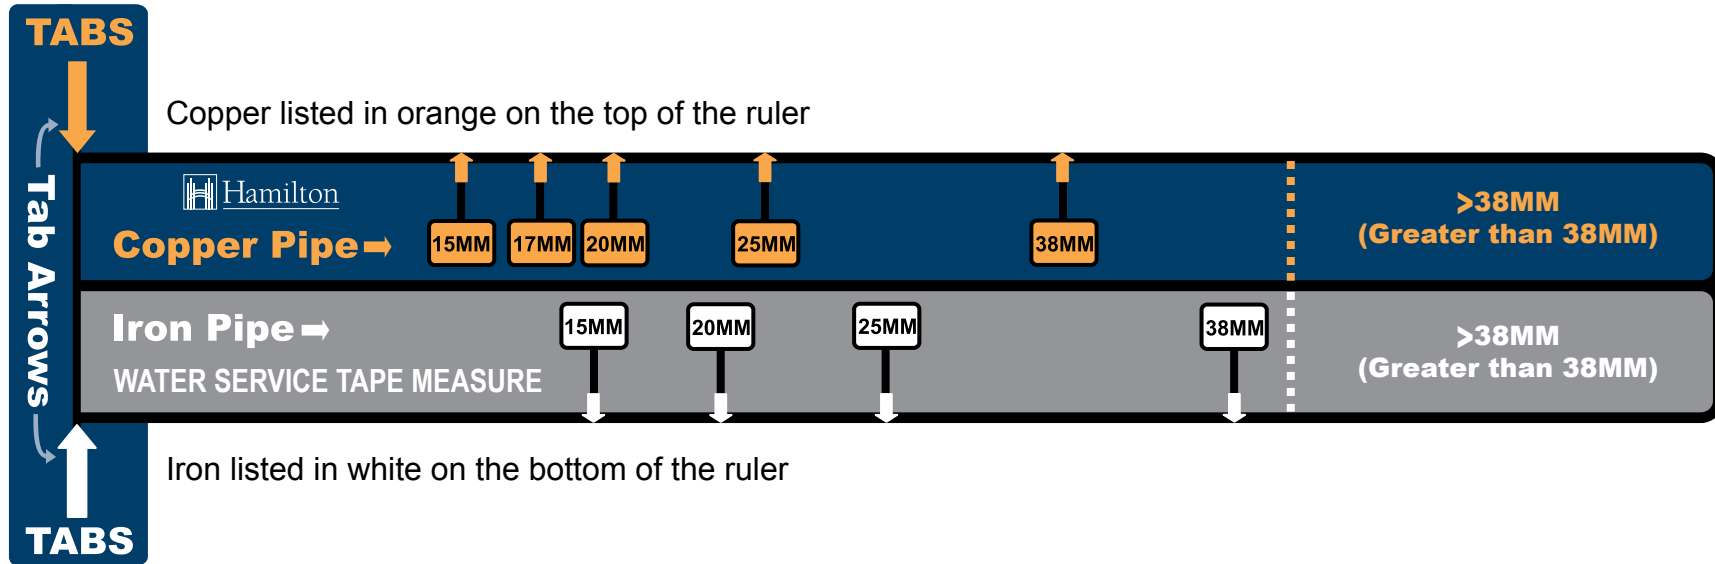 TABS
Copper listed in orange on the top of the ruler
Tab Arrows
Hamilton
Copper Pipe
15MM 17MM 20MM 25MM 38MM
>38MM
(Greater than 38MM)
Iron Pipe
15MM 20MM 25MM 38MM
>38MM
(Greater than 38MM)
WATER SERVICE TAPE MEASURE
Iron listed in white on the bottom of the ruler
TABS